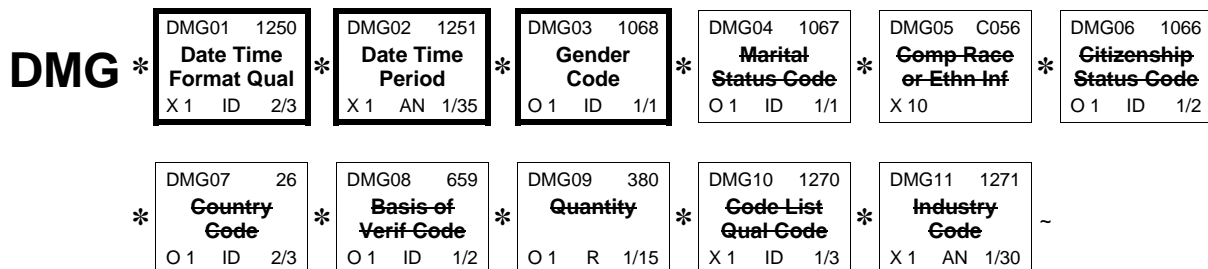 DMG01 1250 DMG02 1251 DMG03 1068 DMG04 1067 DMG05 C056 DMG06 1066
DMG * Date Time * Date Time * Gender * Marital * Comp Race * Citizenship
Format Qual Period Code Status Code or Ethn Inf Status Code
X 1 ID 2/3 X 1 AN 1/35 O 1 ID 1/1 O 1 ID 1/1 X 10 O 1 ID 1/2
DMG07 26 DMG08 659 DMG09 380 DMG10 1270 DMG11 1271
* Country * Basis of * Quantity * Code List * Industry ~
Code Verif Code Qual Code Code
O 1 ID 2/3 O 1 ID 1/2 O 1 R 1/15 X 1 ID 1/3 X 1 AN 1/30